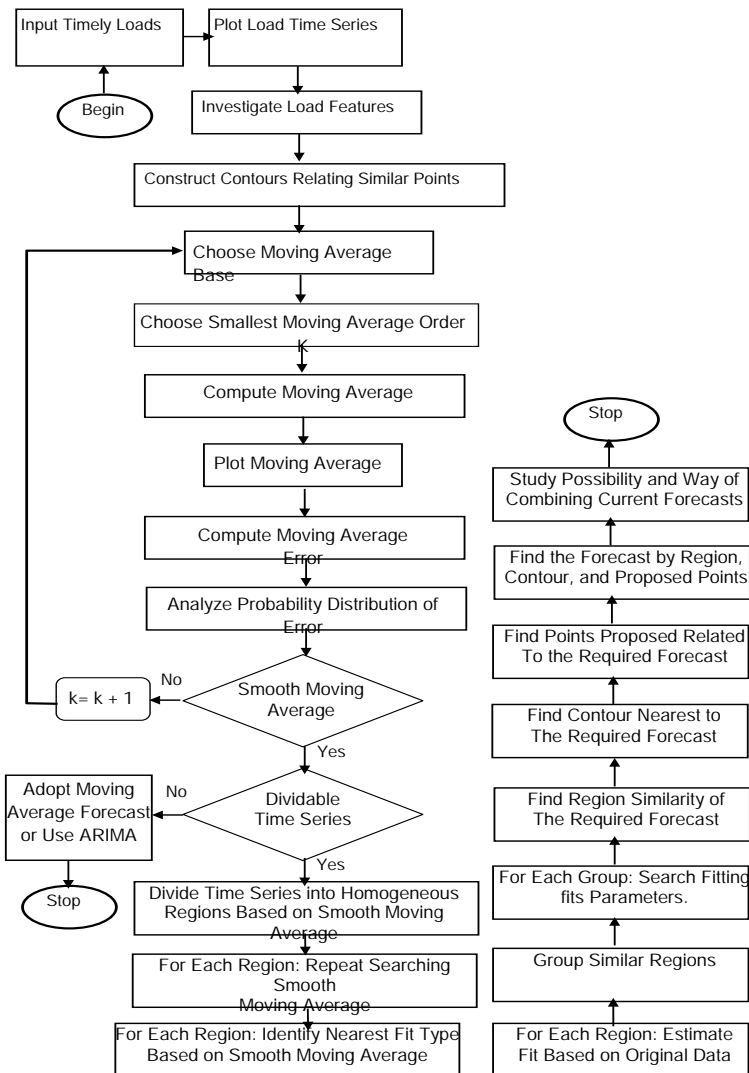 Input Timely Loads
Plot Load Time Series
Begin
Investigate Load Features
Construct Contours Relating Similar Points
Choose Moving Average
Base
Choose Smallest Moving Average Order
K
Compute Moving Average
Plot Moving Average
Compute Moving Average
Error
Analyze Probability Distribution of
Error
No
k= k + 1
Smooth Moving
Average
Yes
Adopt Moving
Average Forecast
or Use ARIMA
No
Dividable
Time Series
Yes
Stop
Divide Time Series into Homogeneous
Regions Based on Smooth Moving
Average
For Each Region: Repeat Searching
Smooth
Moving Average
For Each Region: Identify Nearest Fit Type
Based on Smooth Moving Average
Stop
Study Possibility and Way of
Combining Current Forecasts
Find the Forecast by Region,
Contour, and Proposed Points
Find Points Proposed Related
To the Required Forecast
Find Contour Nearest to
The Required Forecast
Find Region Similarity of
The Required Forecast
For Each Group: Search Fitting
fits Parameters.
Group Similar Regions
For Each Region: Estimate
Fit Based on Original Data